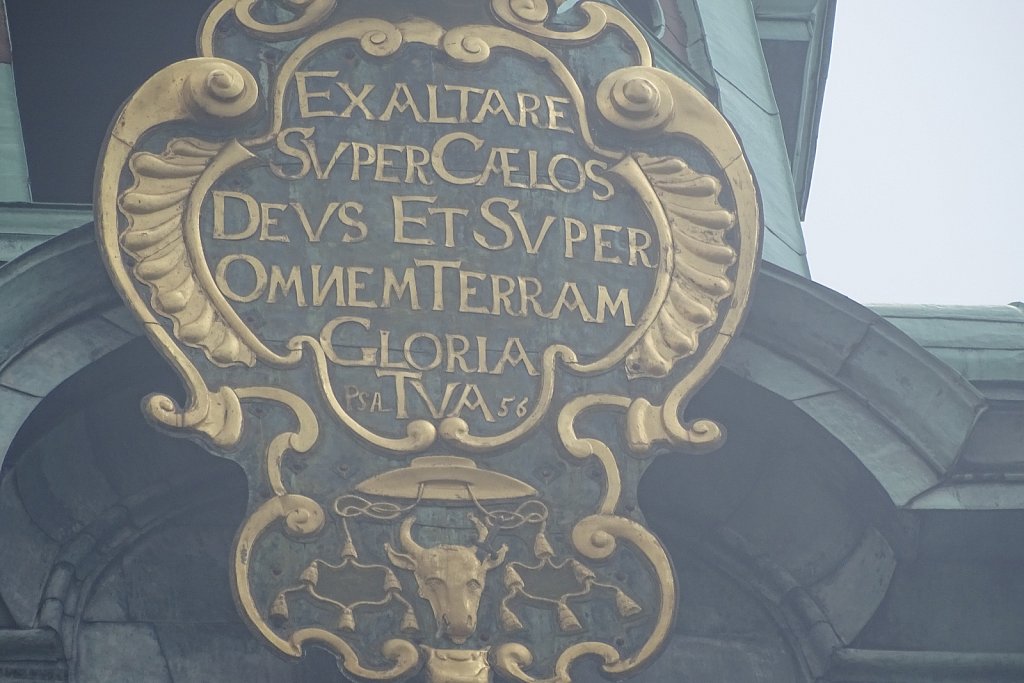 EXALTARE
SVPER CÆLOS
DEVS ET SVPER
OMNEM TERRAM
GLORIA
PSAL TVA 56